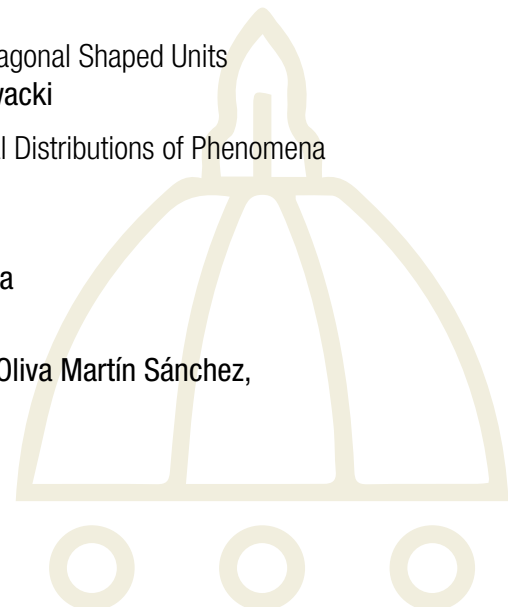 agonal Shaped Units
wacki
l Distributions of Phenomena
a
Oliva Martín Sánchez,